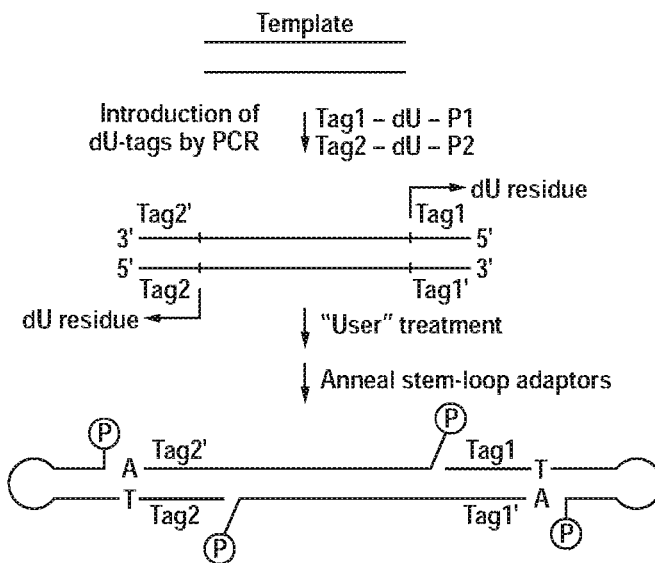 Template
Introduction of
dU-tags by PCR
Tag1 – dU – P1
Tag2 – dU – P2
dU residue
Tag2' Tag1
3' 5'
5' 3'
Tag2 Tag1'
dU residue
"User" treatment
Anneal stem-loop adaptors
P P
A Tag2' Tag1 T
T Tag2 Tag1' A
P P